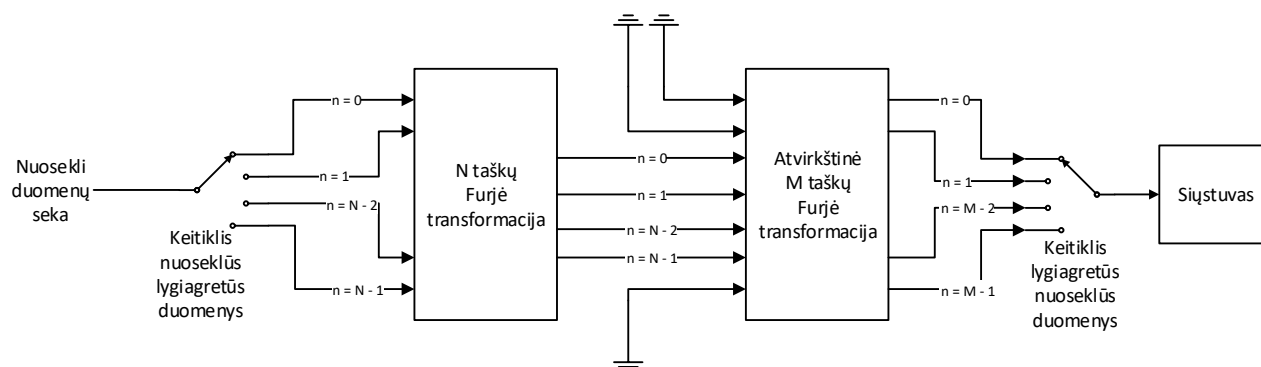 Nuosekli
duomenų
seka
Keitiklis
nuoseklūs
lygiagretūs
duomenys
n = 0
n = 1
n = N - 2
n = N - 1
N taškų
Furjė
transformacija
n = 0
n = 1
n = N - 2
n = N - 1
Atvirkštinė
M taškų
Furjė
transformacija
n = 0
n = 1
n = M - 2
n = M - 1
Keitiklis
lygiagretūs
nuoseklūs
duomenys
Siųstuvas